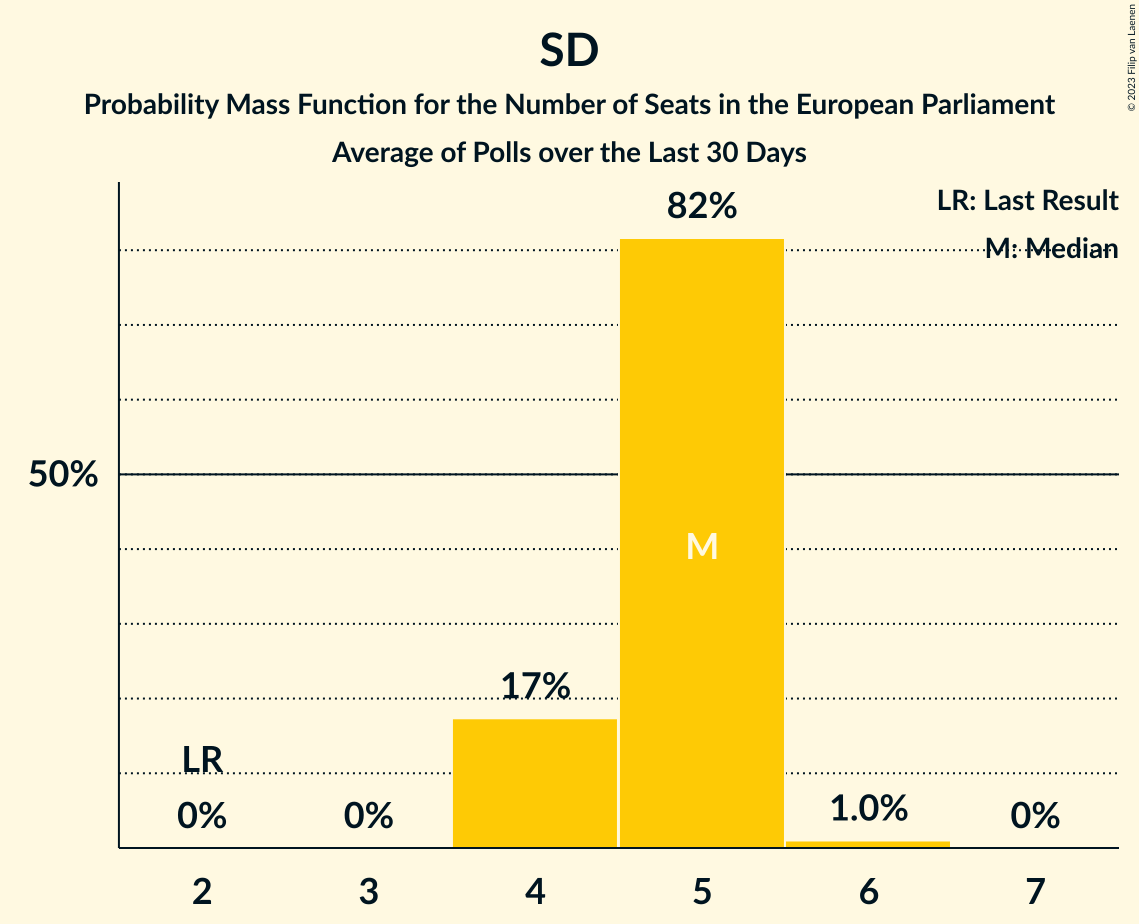 SD
Probability Mass Function for the Number of Seats in the European Parliament
Average of Polls over the Last 30 Days
© 2023 Filip van Laenen
LR: Last Result
M: Median
82%
50%
M
17%
LR
0%
0%
1.0%
0%
2
3
4
5
6
7